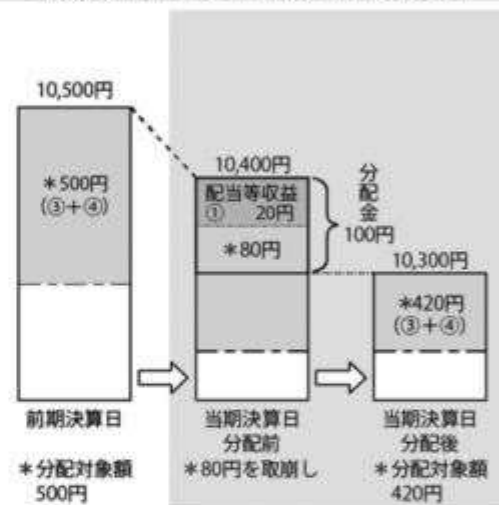 10,500円
*500円
(③+④)
前期決算日
*分配対象額
500円
10,400円
配当等収益
① 20円
*80円
分配金
100円
当期決算日
分配前
*80円を取崩し
10,300円
*420円
(③+④)
当期決算日
分配後
*分配対象額
420円